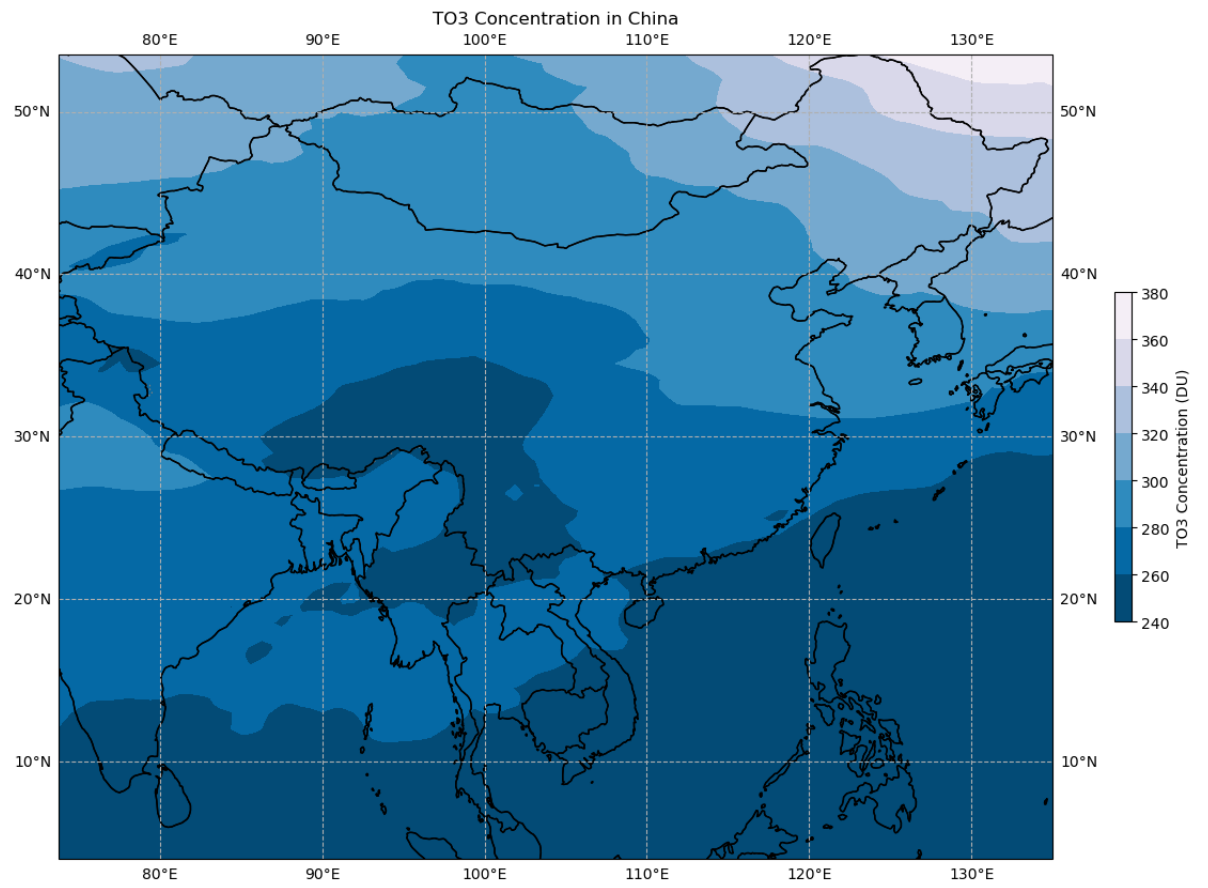 TO3 Concentration in China
80°E 90°E 100°E 110°E 120°E 130°E
50°N 50°N
40°N 40°N
30°N 30°N
20°N 20°N
10°N 10°N
80°E 90°E 100°E 110°E 120°E 130°E
380
360
340
320
300
280
260
240
TO3 Concentration (DU)